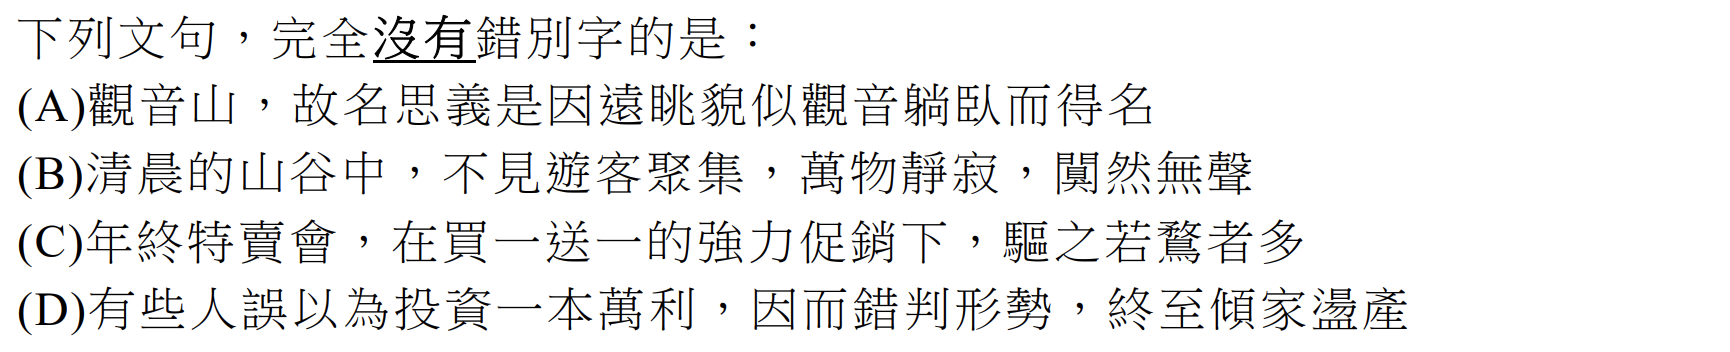 下列文句，完全沒有錯別字的是：
(A)觀音山，故名思義是因遠眺貌似觀音躺臥而得名
(B)清晨的山谷中，不見遊客聚集，萬物靜寂，闃然無聲
(C)年終特賣會，在買一送一的強力促銷下，驅之若鶩者多
(D)有些人誤以為投資一本萬利，因而錯判形勢，終至傾家盪產